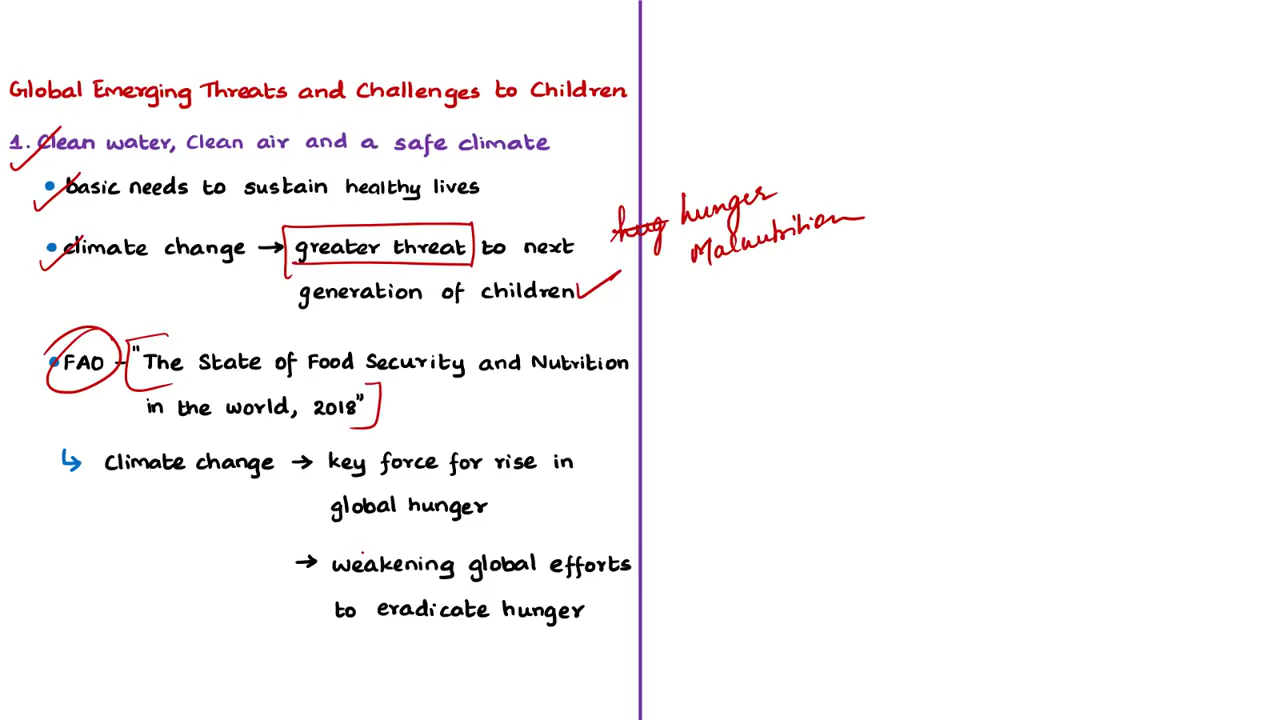 Global Emerging Threats and Challenges to Children
1. Clean water, Clean air and a safe climate
• basic needs to sustain healthy lives
• climate change → greater threat to next
generation of children
• FAO - "The State of Food Security and Nutrition
in the world, 2018"
↳ Climate change → key force for rise in
global hunger
→ weakening global efforts
to eradicate hunger
hunger
Malnutrition